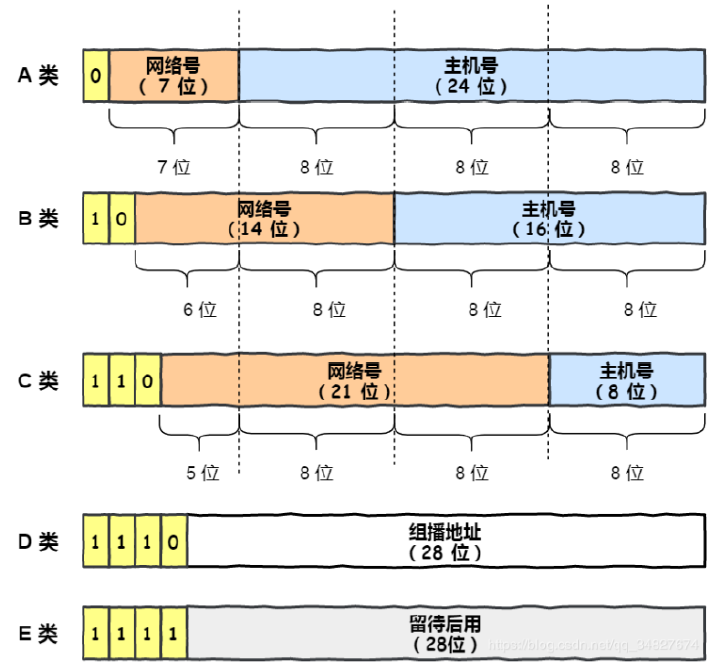 A 类
0
网络号
( 7 位)
主机号
(24 位)
7 位
8 位
8 位
8 位
B 类
1 0
网络号
(14 位)
主机号
(16 位)
6 位
8 位
8 位
8 位
C 类
1 1 0
网络号
(21 位)
主机号
(8 位)
5 位
8 位
8 位
8 位
D 类
1 1 1 0
组播地址
(28 位)
E 类
1 1 1 1
留待后用
(28位)
https://blog.csdn.net/qq_34827674